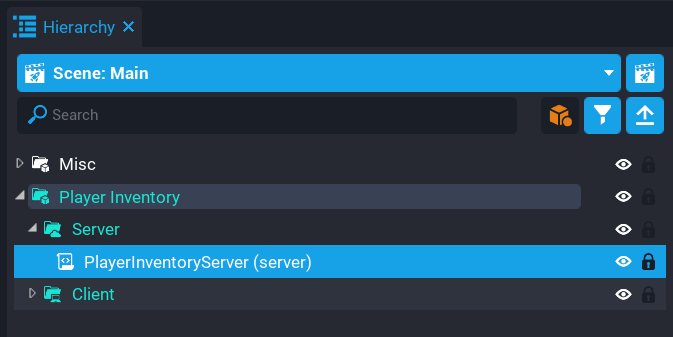 Hierarchy
Scene: Main
Search
Misc
Player Inventory
Server
PlayerInventoryServer (server)
Client